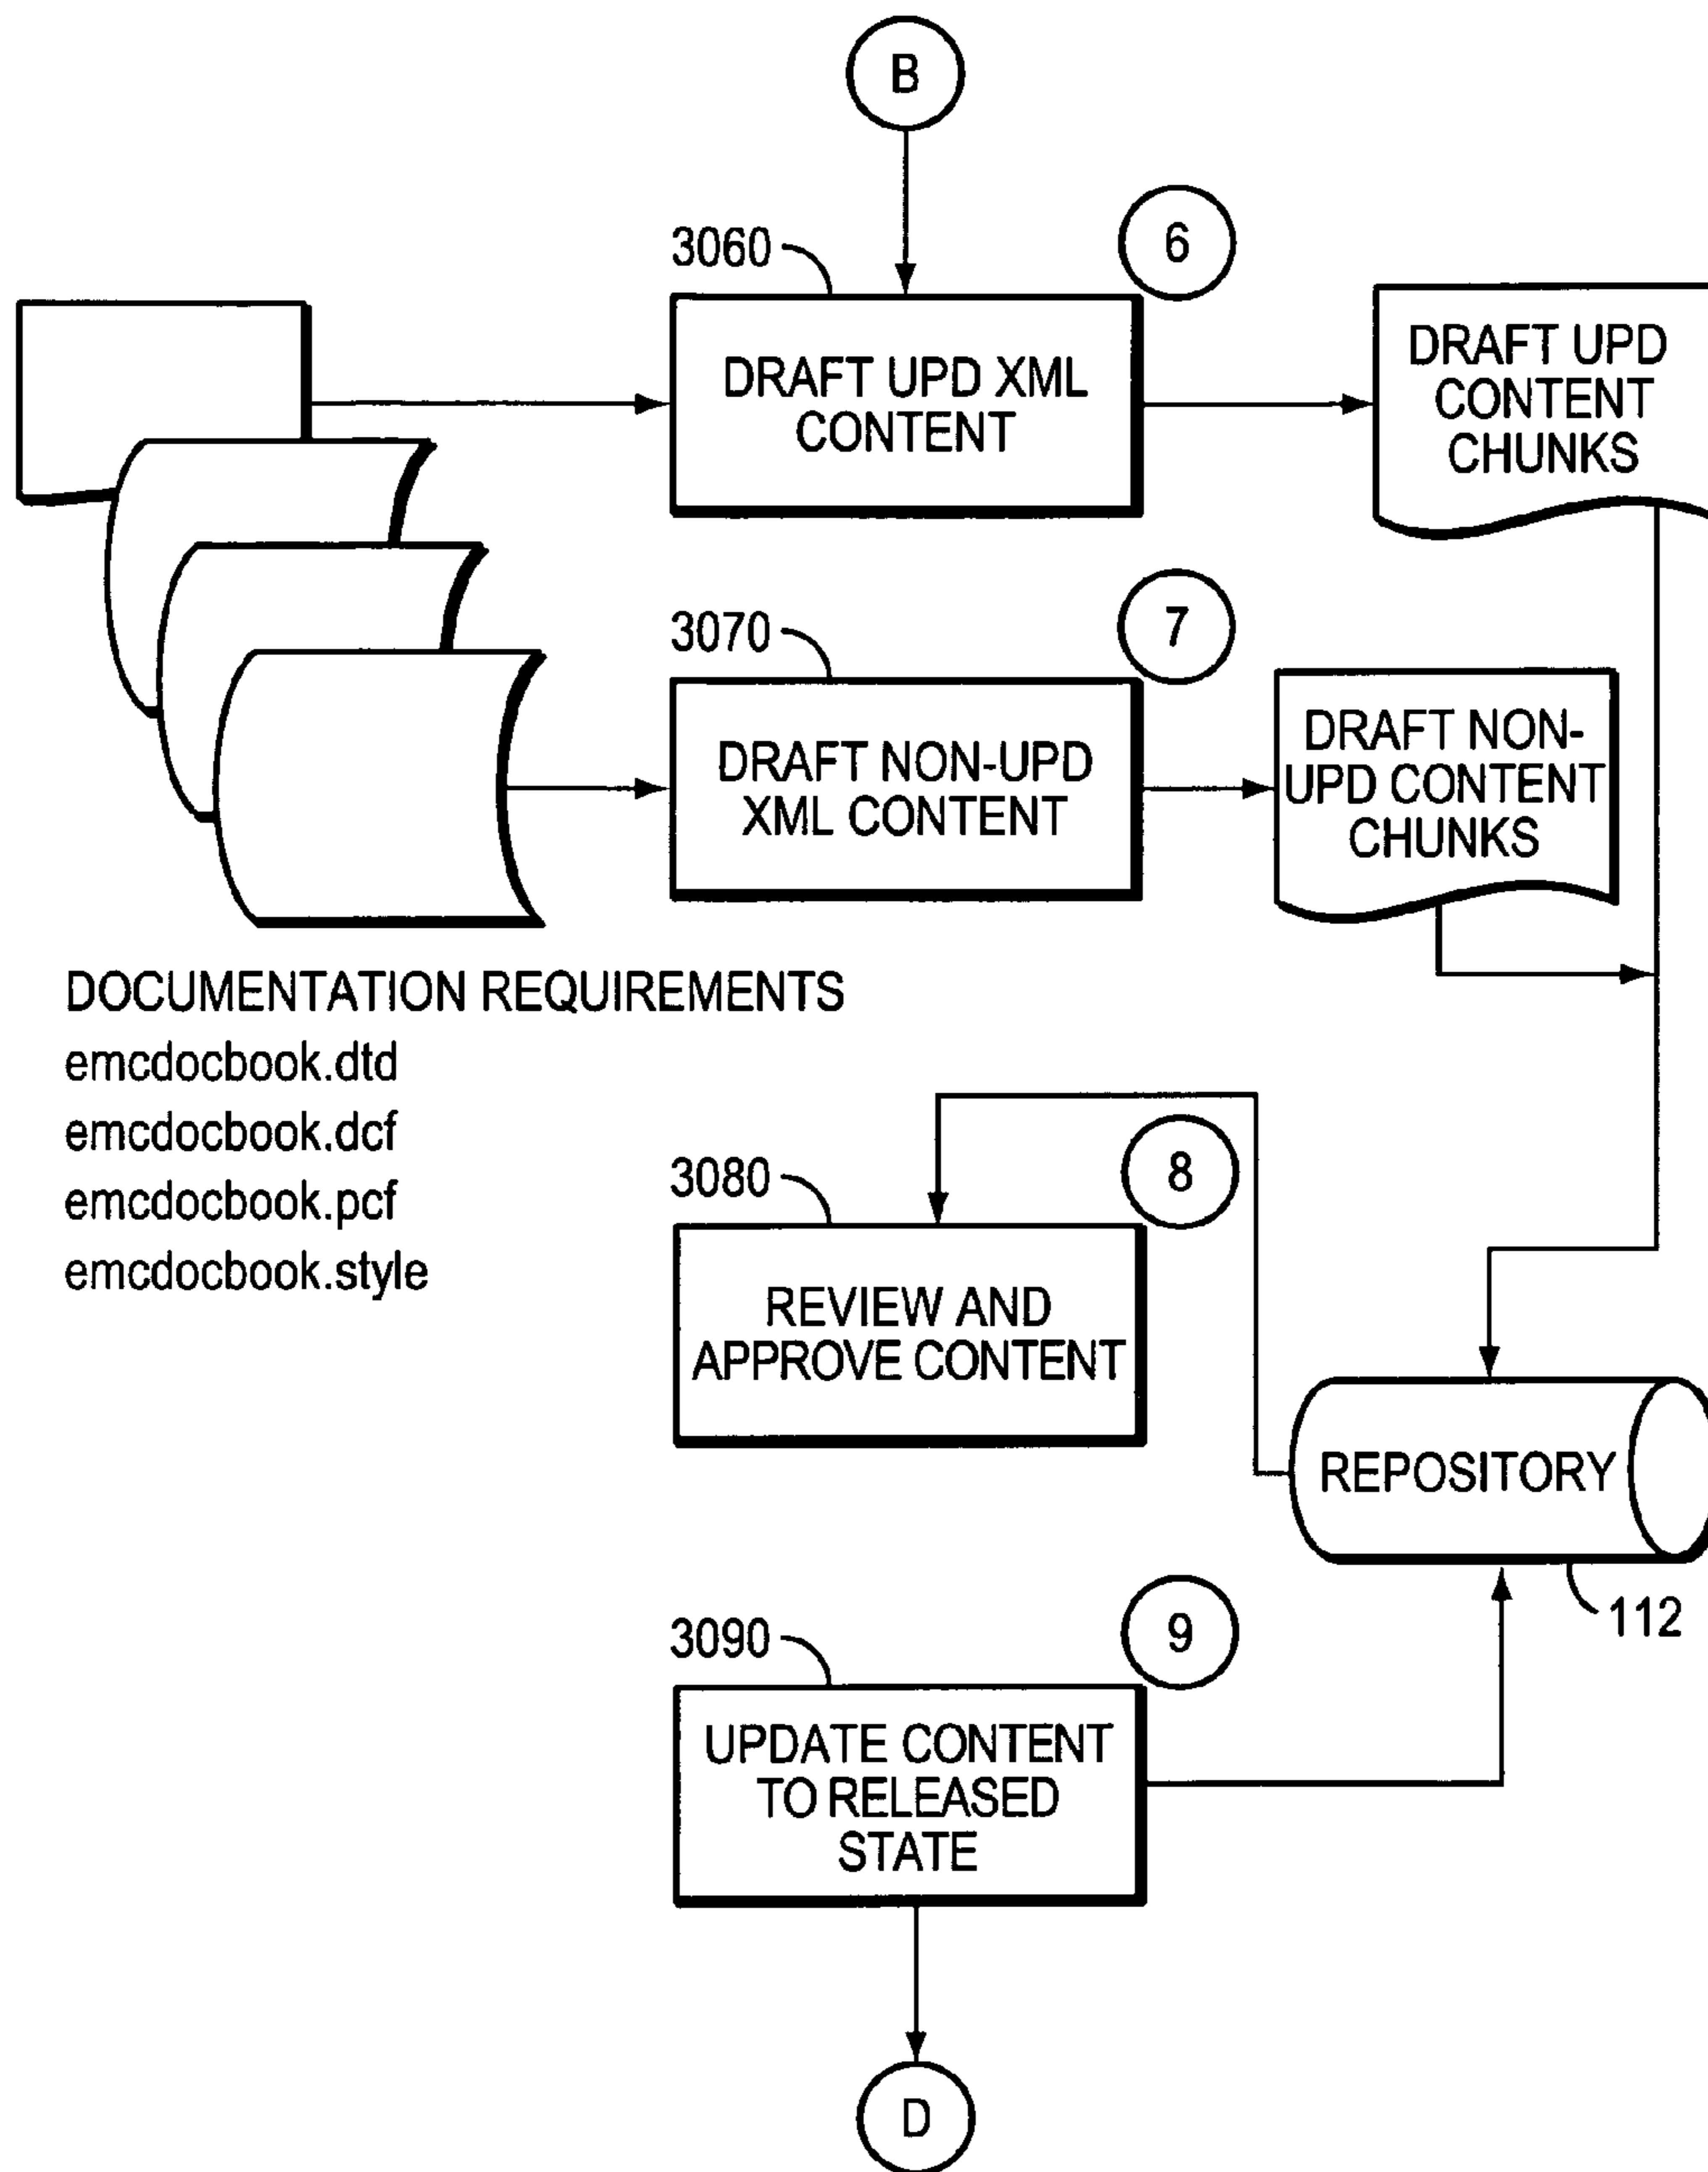 B
3060
6
DRAFT UPD XML
CONTENT
DRAFT UPD
CONTENT
CHUNKS
3070
7
DRAFT NON-UPD
XML CONTENT
DRAFT NON-
UPD CONTENT
CHUNKS
DOCUMENTATION REQUIREMENTS
emcdocbook.dtd
emcdocbook.dcf
emcdocbook.pcf
emcdocbook.style
3080
8
REVIEW AND
APPROVE CONTENT
REPOSITORY
112
3090
9
UPDATE CONTENT
TO RELEASED
STATE
D